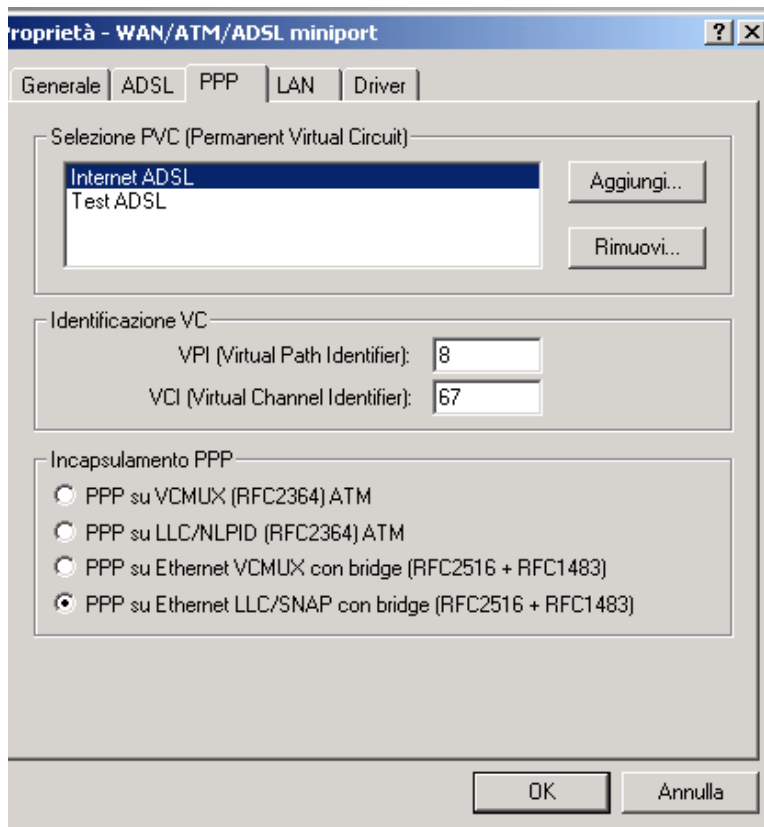 Proprietà - WAN/ATM/ADSL miniport
Generale ADSL PPP LAN Driver
Selezione PVC (Permanent Virtual Circuit)
Internet ADSL
Test ADSL
Aggiungi...
Rimuovi...
Identificazione VC
VPI (Virtual Path Identifier): 8
VCI (Virtual Channel Identifier): 67
Incapsulamento PPP
PPP su VCMUX (RFC2364) ATM
PPP su LLC/NLPID (RFC2364) ATM
PPP su Ethernet VCMUX con bridge (RFC2516 + RFC1483)
PPP su Ethernet LLC/SNAP con bridge (RFC2516 + RFC1483)
OK Annulla